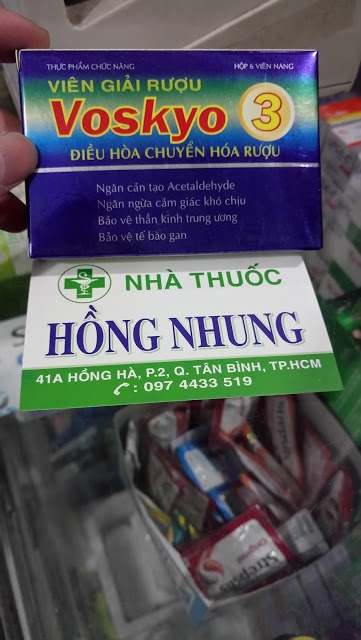 THỰC PHẨM CHỨC NĂNG HỘP 6 VIÊN NANG
VIÊN GIẢI RƯỢU
Voskyo 3
ĐIỀU HÒA CHUYỂN HÓA RƯỢU
Ngăn cản tạo Acetaldehyde
Ngăn ngừa cảm giác khó chịu
Bảo vệ thần kinh trung ương
Bảo vệ tế bào gan
NHÀ THUỐC
HỒNG NHUNG
41A HỒNG HÀ, P.2, Q. TÂN BÌNH, TP.HCM
: 097 4433 519
Strepsils